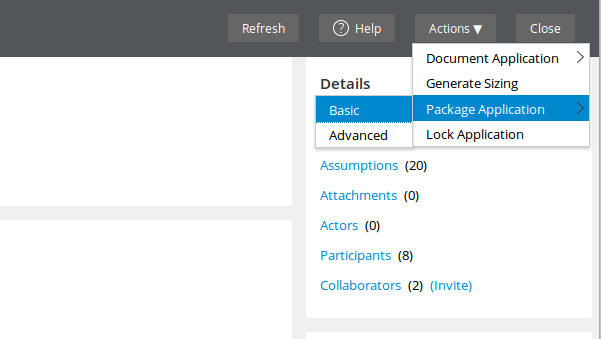 Refresh
? Help
Actions ▼
Close
Document Application
Generate Sizing
Package Application
Lock Application
Details
Basic
Advanced
Assumptions (20)
Attachments (0)
Actors (0)
Participants (8)
Collaborators (2) (Invite)